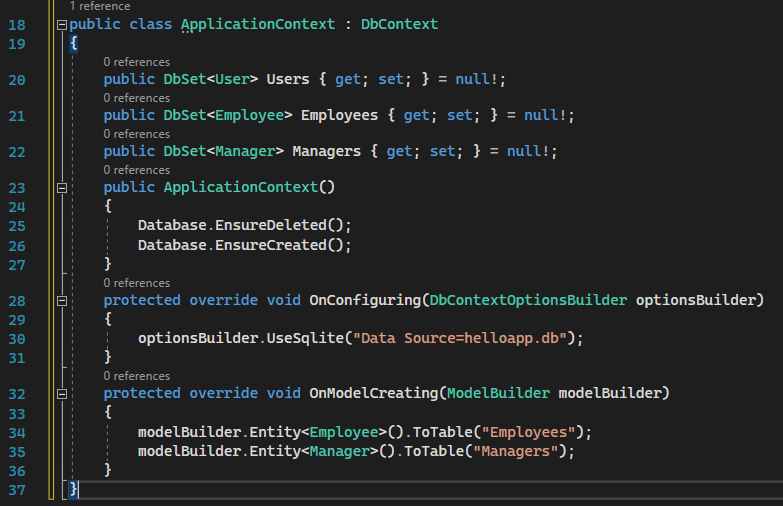 1 reference
18 public class ApplicationContext : DbContext
19 {
0 references
20 public DbSet<User> Users { get; set; } = null!;
0 references
21 public DbSet<Employee> Employees { get; set; } = null!;
0 references
22 public DbSet<Manager> Managers { get; set; } = null!;
0 references
23 public ApplicationContext()
24 {
25 Database.EnsureDeleted();
26 Database.EnsureCreated();
27 }
0 references
28 protected override void OnConfiguring(DbContextOptionsBuilder optionsBuilder)
29 {
30 optionsBuilder.UseSqlite("Data Source=helloapp.db");
31 }
0 references
32 protected override void OnModelCreating(ModelBuilder modelBuilder)
33 {
34 modelBuilder.Entity<Employee>().ToTable("Employees");
35 modelBuilder.Entity<Manager>().ToTable("Managers");
36 }
37 }